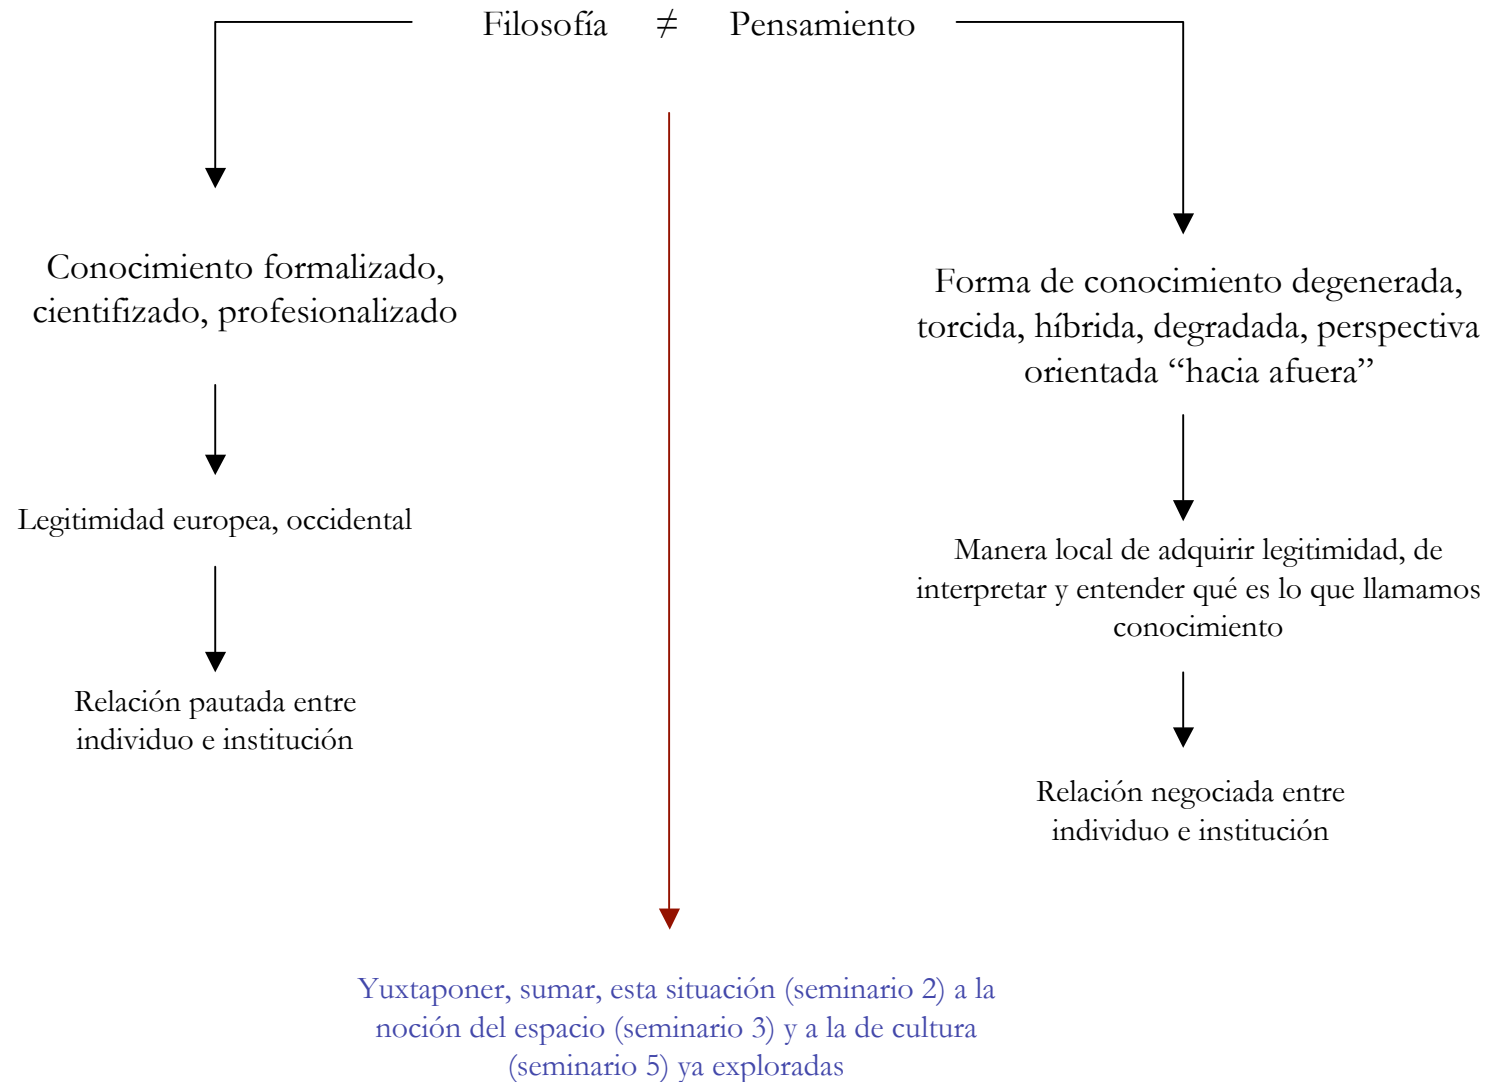 Filosofía ≠ Pensamiento
Conocimiento formalizado,
cientifizado, profesionalizado
Legitimidad europea, occidental
Relación pautada entre
individuo e institución
Forma de conocimiento degenerada,
torcida, híbrida, degradada, perspectiva
orientada “hacia afuera”
Manera local de adquirir legitimidad, de
interpretar y entender qué es lo que llamamos
conocimiento
Relación negociada entre
individuo e institución
Yuxtaponer, sumar, esta situación (seminario 2) a la
noción del espacio (seminario 3) y a la de cultura
(seminario 5) ya exploradas